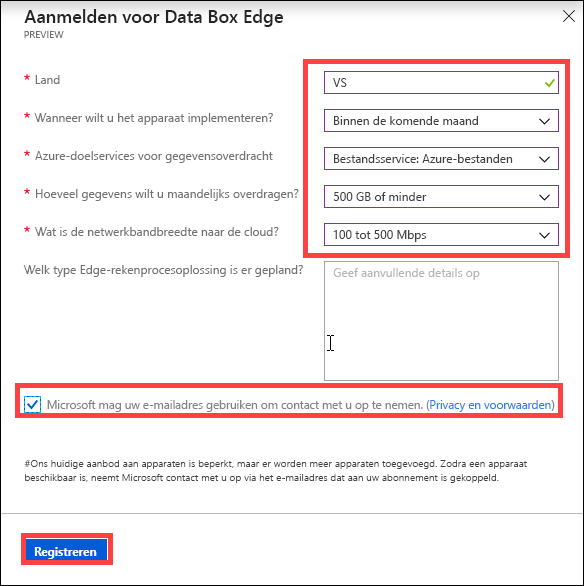 Aanmelden voor Data Box Edge
PREVIEW
* Land
VS
* Wanneer wilt u het apparaat implementeren?
Binnen de komende maand
* Azure-doelservices voor gegevensoverdracht
Bestandsservice: Azure-bestanden
* Hoeveel gegevens wilt u maandelijks overdragen?
500 GB of minder
* Wat is de netwerkbandbreedte naar de cloud?
100 tot 500 Mbps
Welk type Edge-rekenprocesoplossing is er gepland?
Geef aanvullende details op
Microsoft mag uw e-mailadres gebruiken om contact met u op te nemen. (Privacy en voorwaarden)
#Ons huidige aanbod aan apparaten is beperkt, maar er worden meer apparaten toegevoegd. Zodra een apparaat
beschikbaar is, neemt Microsoft contact met u op via het e-mailadres dat aan uw abonnement is gekoppeld.
Registreren